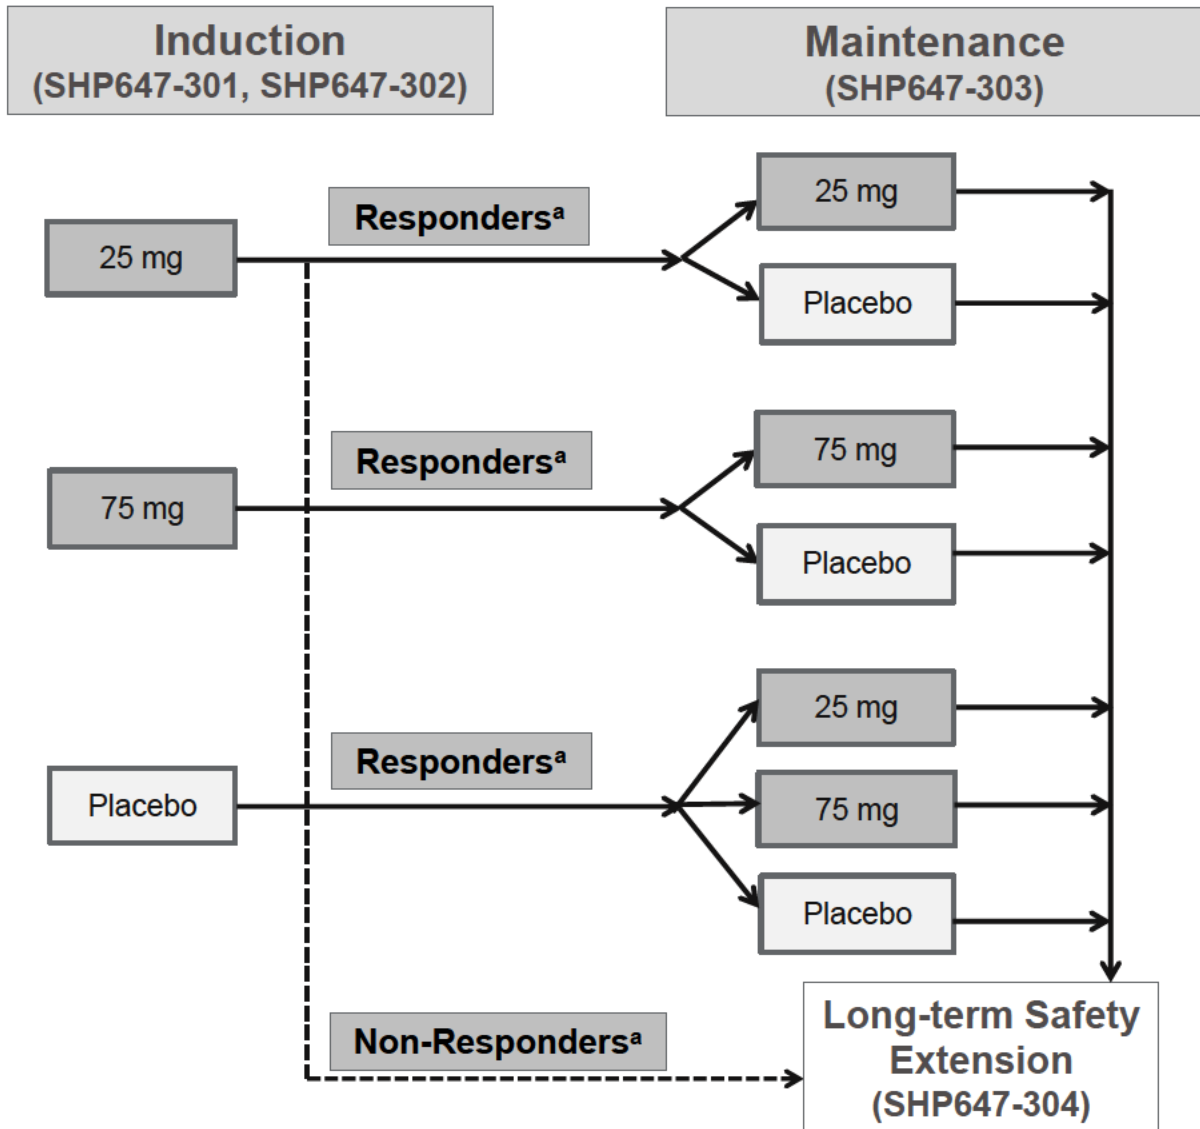 Induction
(SHP647-301, SHP647-302)
Maintenance
(SHP647-303)
25 mg
Respondersᵃ
25 mg
Placebo
75 mg
Respondersᵃ
75 mg
Placebo
Placebo
Respondersᵃ
25 mg
75 mg
Placebo
Non-Respondersᵃ
Long-term Safety
Extension
(SHP647-304)